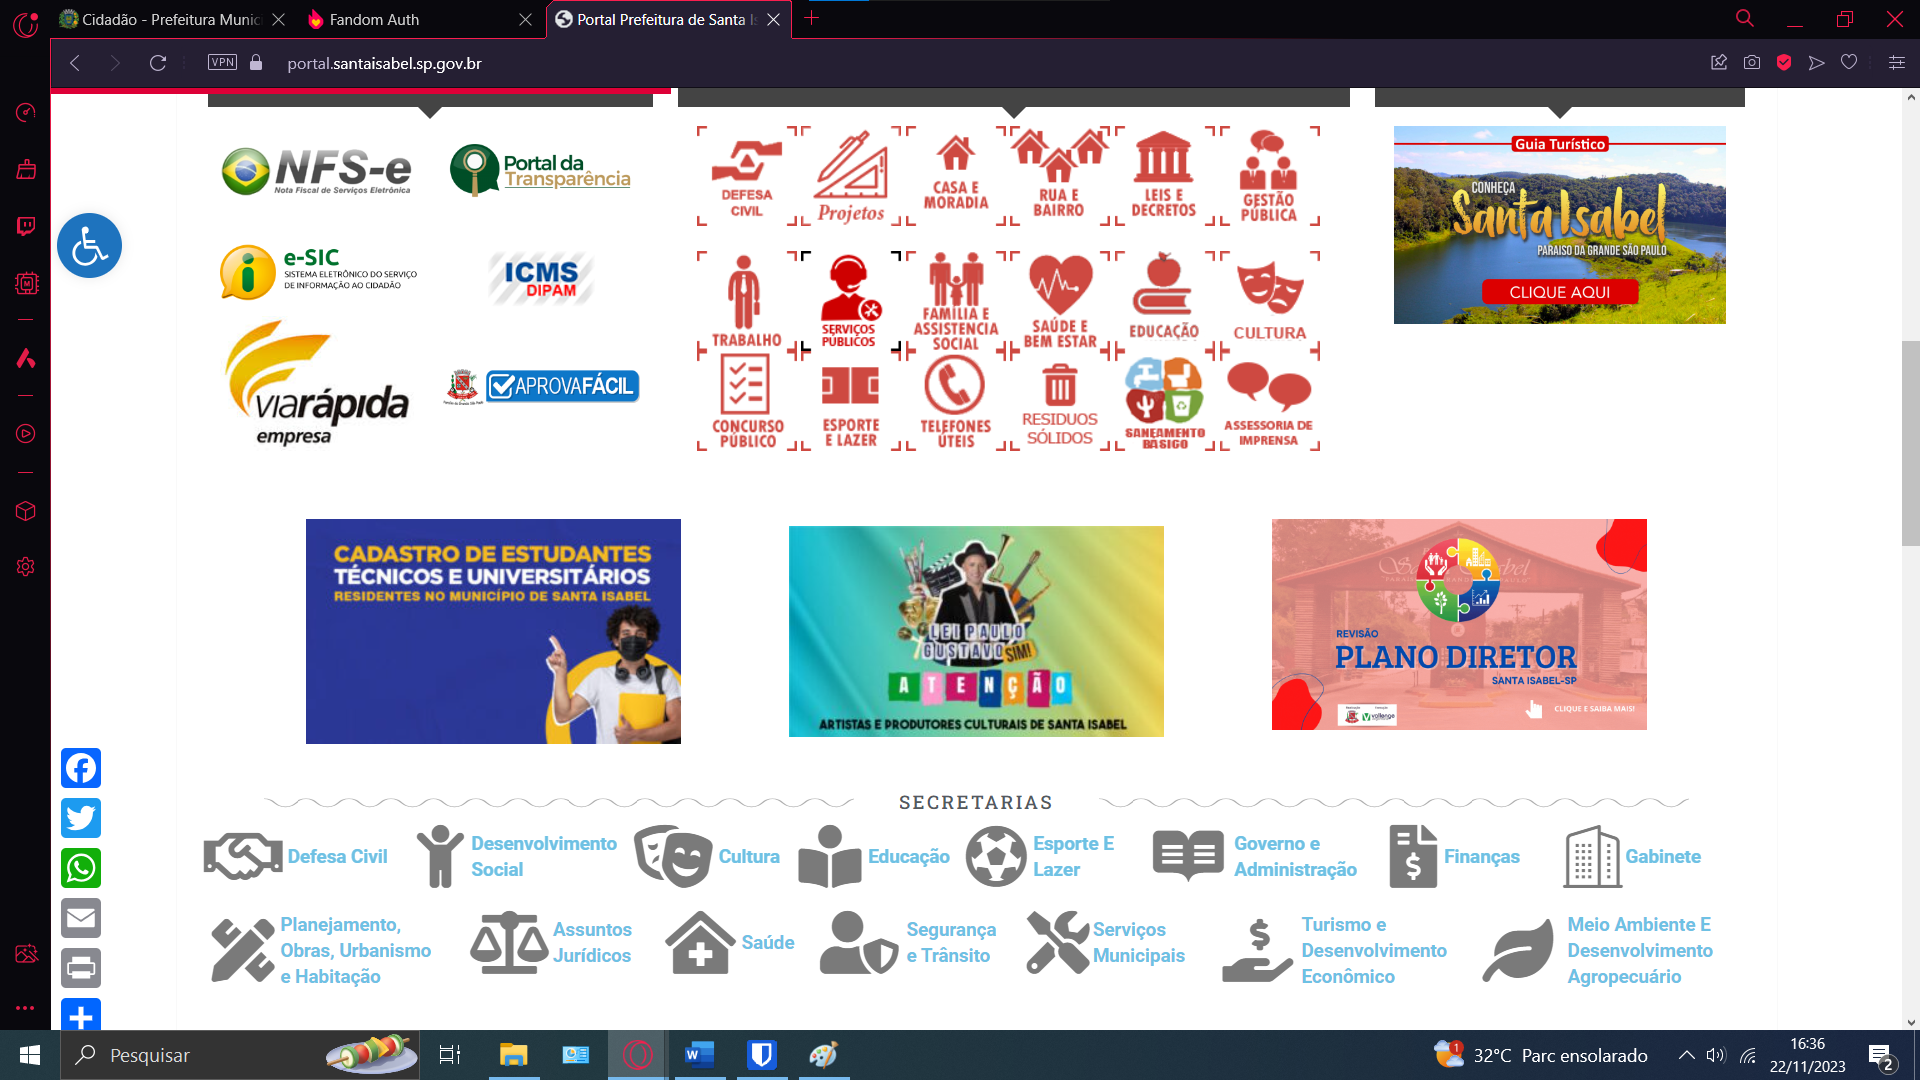 Cidadão - Prefeitura Munic
Fandom Auth
Portal Prefeitura de Santa Is
VPN
portal.santaisabel.sp.gov.br
NFS-e
Nota Fiscal de Serviços Eletrônica
Portal da
Transparência
e-SIC
SISTEMA ELETRÔNICO DO SERVIÇO
DE INFORMAÇÃO AO CIDADÃO
ICMS
DIPAM
viarápida
empresa
APROVAFÁCIL
DEFESA
CIVIL
Projetos
CASA E
MORADIA
RUA E
BAIRRO
LEIS E
DECRETOS
GESTÃO
PÚBLICA
TRABALHO
SERVIÇOS
PÚBLICOS
FAMÍLIA E
ASSISTENCIA
SOCIAL
SAÚDE E
BEM ESTAR
EDUCAÇÃO
CULTURA
CONCURSO
PÚBLICO
ESPORTE
E LAZER
TELEFONES
ÚTEIS
RESIDUOS
SÓLIDOS
SANEAMENTO
BÁSICO
ASSESSORIA DE
IMPRENSA
Guia Turístico
CONHEÇA
Santa Isabel
PARAISO DA GRANDE SÃO PAULO
CLIQUE AQUI
CADASTRO DE ESTUDANTES
TÉCNICOS E UNIVERSITÁRIOS
RESIDENTES NO MUNICÍPIO DE SANTA ISABEL
LEI PAULO
GUSTAVO SIM!
ATENÇÃO
ARTISTAS E PRODUTORES CULTURAIS DE SANTA ISABEL
REVISÃO
PLANO DIRETOR
SANTA ISABEL-SP
Vallenge
CLIQUE E SAIBA MAIS!
SECRETARIAS
Defesa Civil
Desenvolvimento
Social
Cultura
Educação
Esporte E
Lazer
Governo e
Administração
Finanças
Gabinete
Planejamento,
Obras, Urbanismo
e Habitação
Assuntos
Jurídicos
Saúde
Segurança
e Trânsito
Serviços
Municipais
Turismo e
Desenvolvimento
Econômico
Meio Ambiente E
Desenvolvimento
Agropecuário
Pesquisar
1
32°C Parc ensolarado
16:36
22/11/2023
2